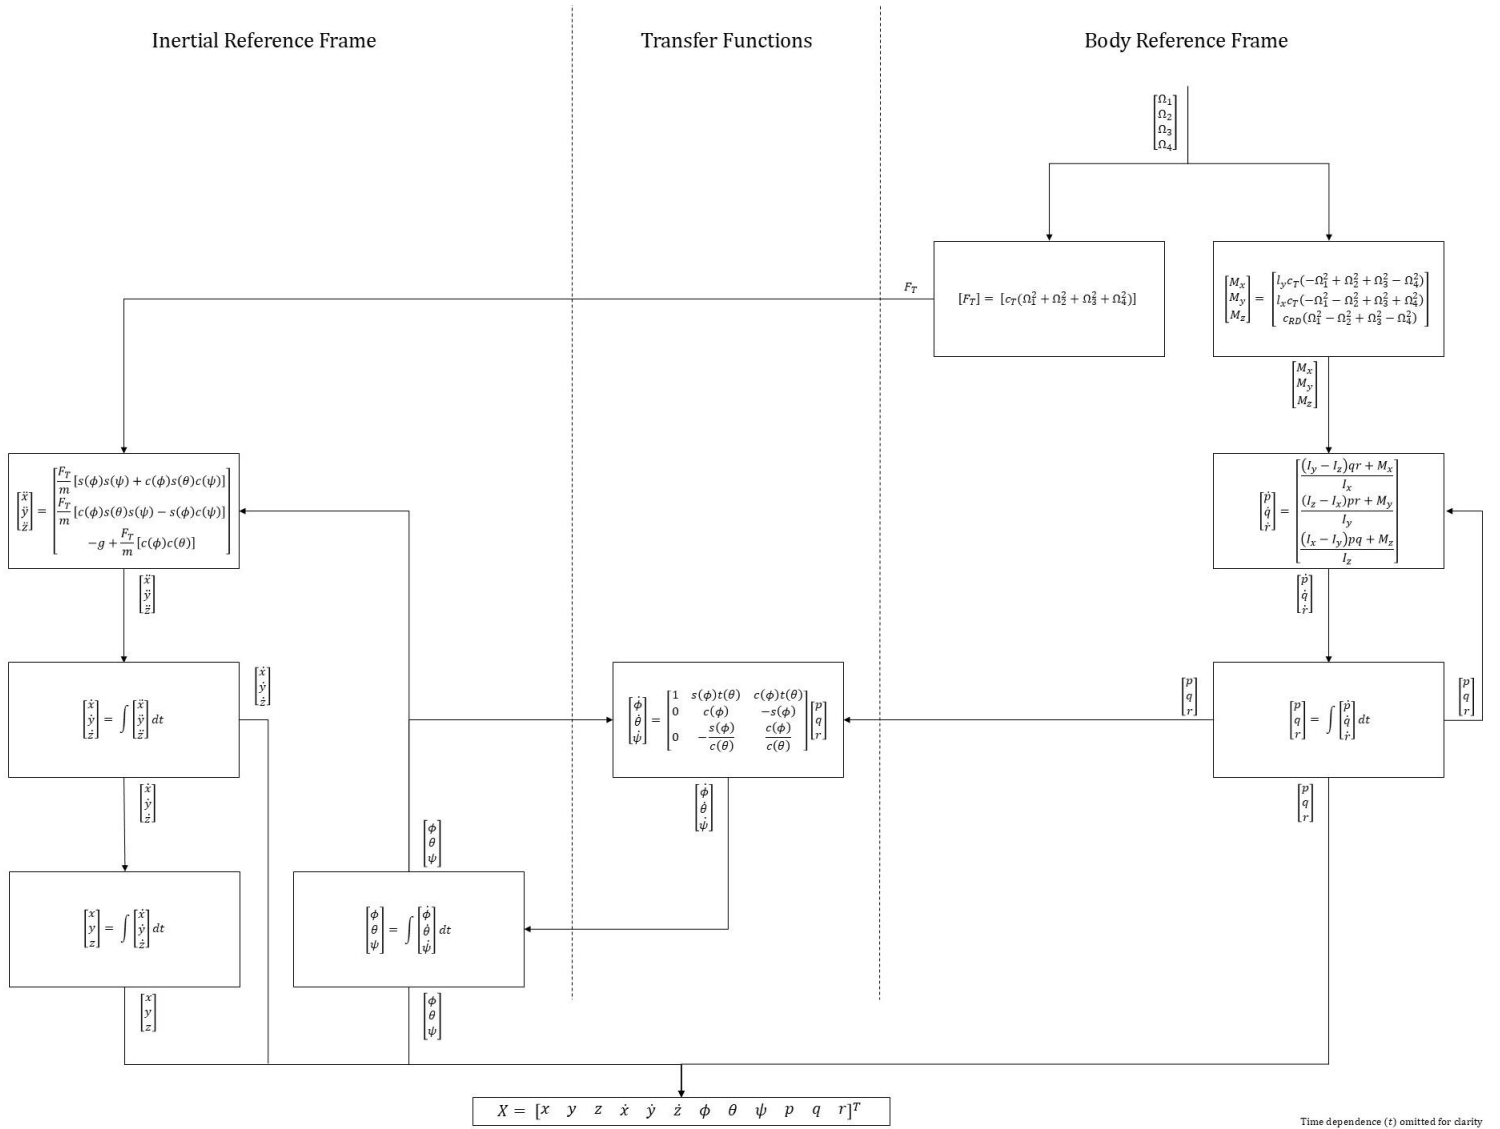 Inertial Reference Frame
Transfer Functions
Body Reference Frame
[Ω₁
Ω₂
Ω₃
Ω₄]
F_T
[F_T] = [c_T(Ω₁² + Ω₂² + Ω₃² + Ω₄²)]
[M_x M_y M_z] = [l_y c_T(−Ω₁² + Ω₂² + Ω₃² − Ω₄²)
l_x c_T(−Ω₁² − Ω₂² + Ω₃² + Ω₄²)
c_RD(Ω₁² − Ω₂² + Ω₃² − Ω₄²)]
[M_x
M_y
M_z]
[ẍ ÿ z̈] = [F_T/m [s(ϕ)s(ψ) + c(ϕ)s(θ)c(ψ)]
F_T/m [c(ϕ)s(θ)s(ψ) − s(ϕ)c(ψ)]
−g + F_T/m [c(ϕ)c(θ)]]
[ṗ q̇ ṙ] = [((I_y − I_z)qr + M_x)/I_x
((I_z − I_x)pr + M_y)/I_y
((I_x − I_y)pq + M_z)/I_z]
[ẍ
ÿ
z̈]
[ṗ
q̇
ṙ]
[ẋ ẏ ż] = ∫ [ẍ ÿ z̈] dt
[ẋ
ẏ
ż]
[ϕ̇ θ̇ ψ̇] = [1 s(ϕ)t(θ) c(ϕ)t(θ)
0 c(ϕ) −s(ϕ)
0 −s(ϕ)/c(θ) c(ϕ)/c(θ)] [p q r]
[p
q
r]
[p q r] = ∫ [ṗ q̇ ṙ] dt
[p
q
r]
[ẋ
ẏ
ż]
[ϕ̇
θ̇
ψ̇]
[p
q
r]
[ϕ
θ
ψ]
[x y z] = ∫ [ẋ ẏ ż] dt
[ϕ θ ψ] = ∫ [ϕ̇ θ̇ ψ̇] dt
[x
y
z]
[ϕ
θ
ψ]
X = [x y z ẋ ẏ ż ϕ θ ψ p q r]ᵀ
Time dependence (t) omitted for clarity